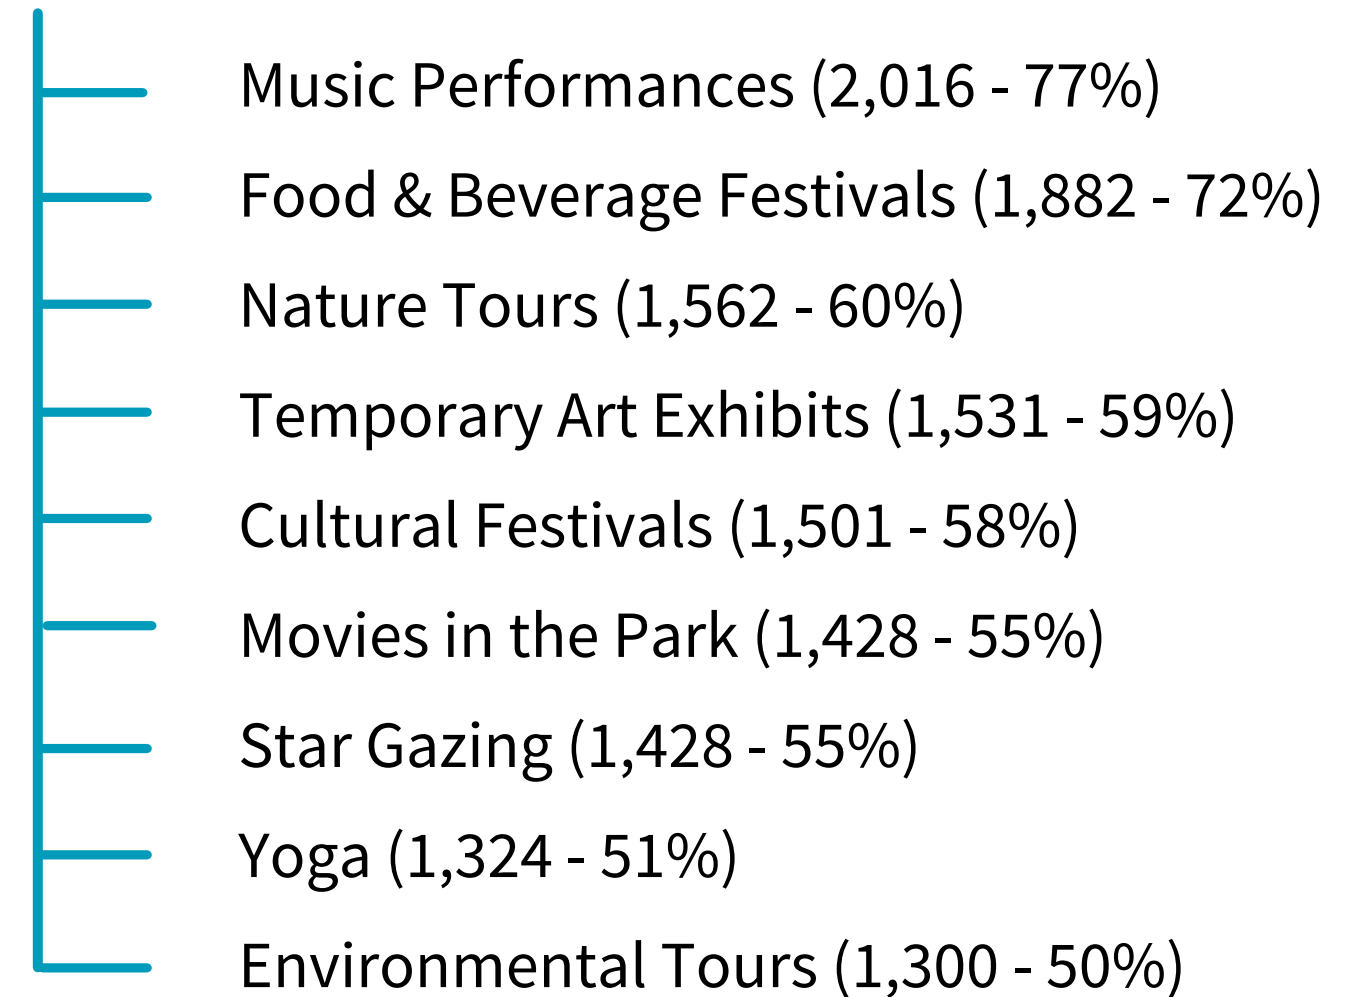 Music Performances (2,016 - 77%)
Food & Beverage Festivals (1,882 - 72%)
Nature Tours (1,562 - 60%)
Temporary Art Exhibits (1,531 - 59%)
Cultural Festivals (1,501 - 58%)
Movies in the Park (1,428 - 55%)
Star Gazing (1,428 - 55%)
Yoga (1,324 - 51%)
Environmental Tours (1,300 - 50%)